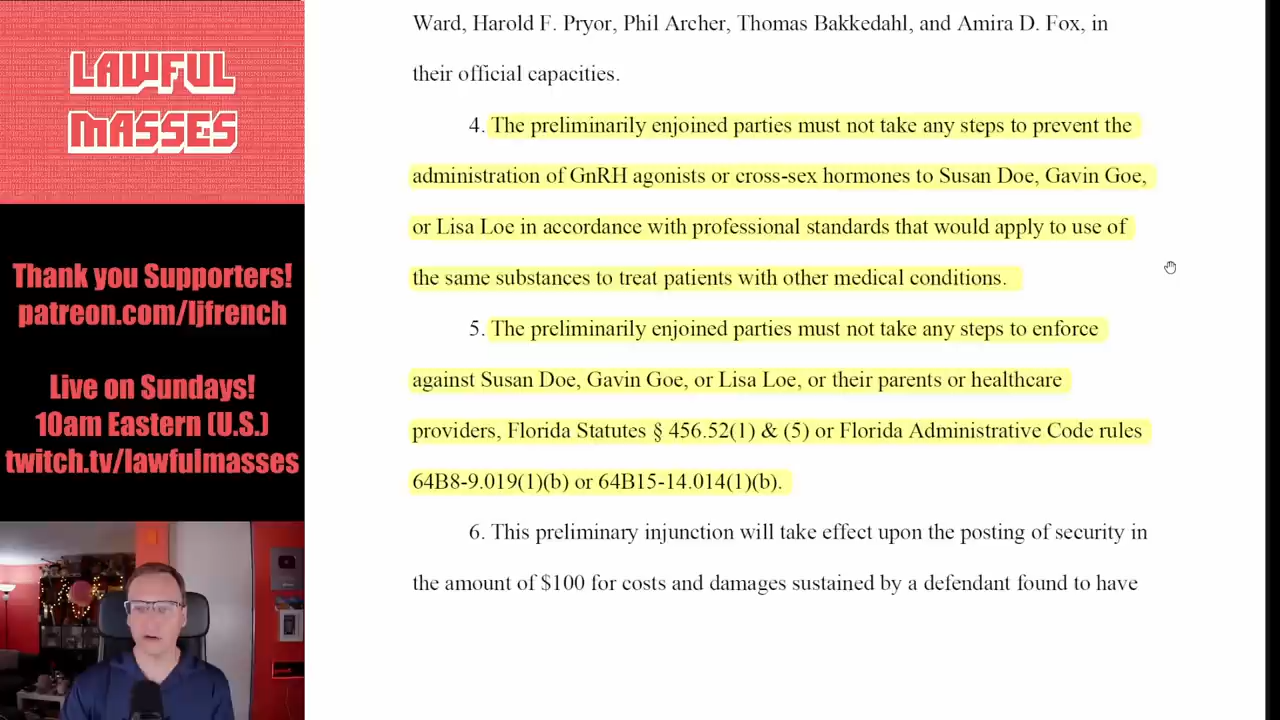 LAWFUL
MASSES
Thank you Supporters!
patreon.com/ljfrench
Live on Sundays!
10am Eastern (U.S.)
twitch.tv/lawfulmasses
Ward, Harold F. Pryor, Phil Archer, Thomas Bakkedahl, and Amira D. Fox, in
their official capacities.
4. The preliminarily enjoined parties must not take any steps to prevent the
administration of GnRH agonists or cross-sex hormones to Susan Doe, Gavin Goe,
or Lisa Loe in accordance with professional standards that would apply to use of
the same substances to treat patients with other medical conditions.
5. The preliminarily enjoined parties must not take any steps to enforce
against Susan Doe, Gavin Goe, or Lisa Loe, or their parents or healthcare
providers, Florida Statutes § 456.52(1) & (5) or Florida Administrative Code rules
64B8-9.019(1)(b) or 64B15-14.014(1)(b).
6. This preliminary injunction will take effect upon the posting of security in
the amount of $100 for costs and damages sustained by a defendant found to have